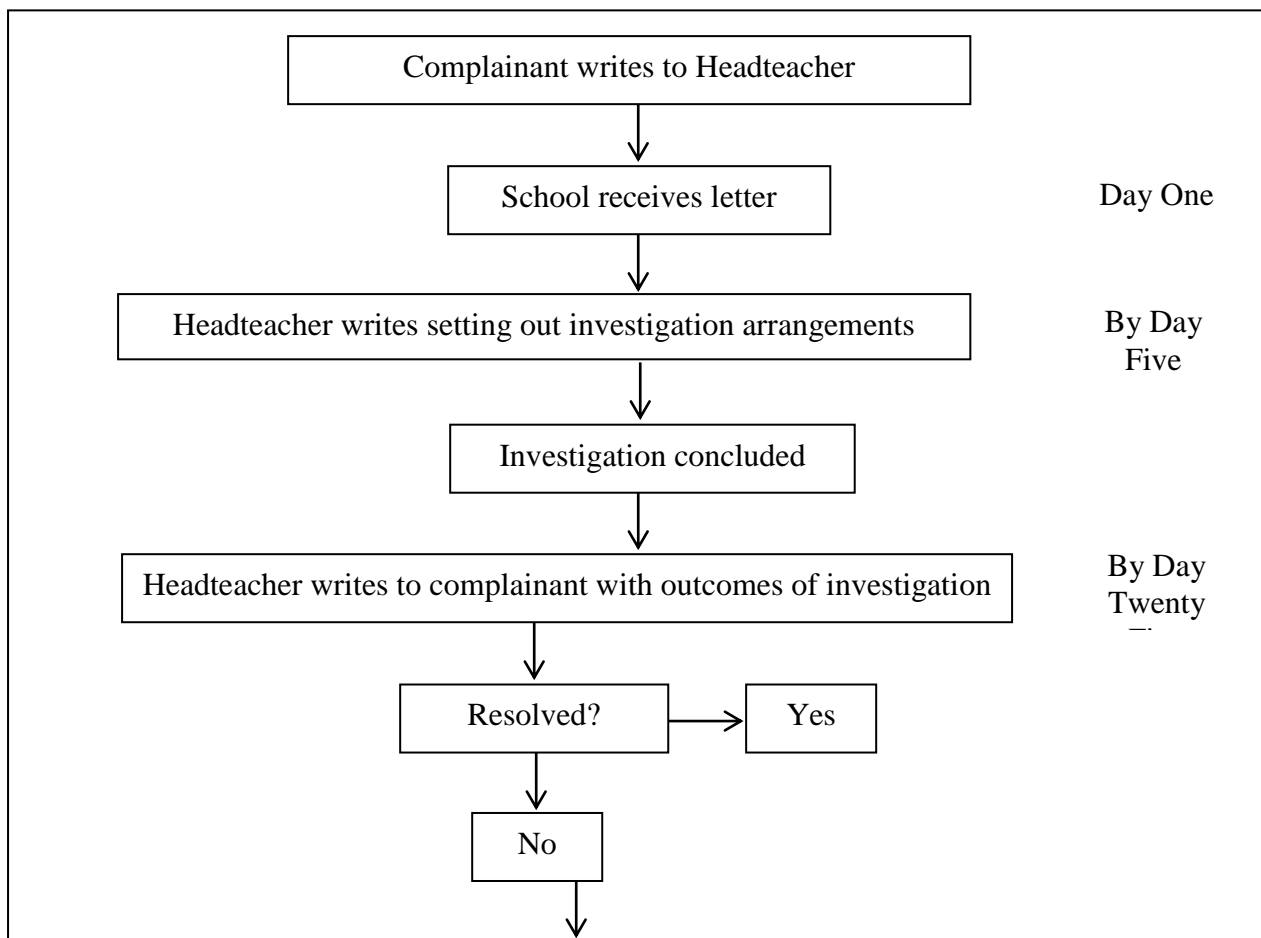 Complainant writes to Headteacher
School receives letter
Day One
Headteacher writes setting out investigation arrangements
By Day
Five
Investigation concluded
Headteacher writes to complainant with outcomes of investigation
By Day
Twenty
Resolved?
Yes
No